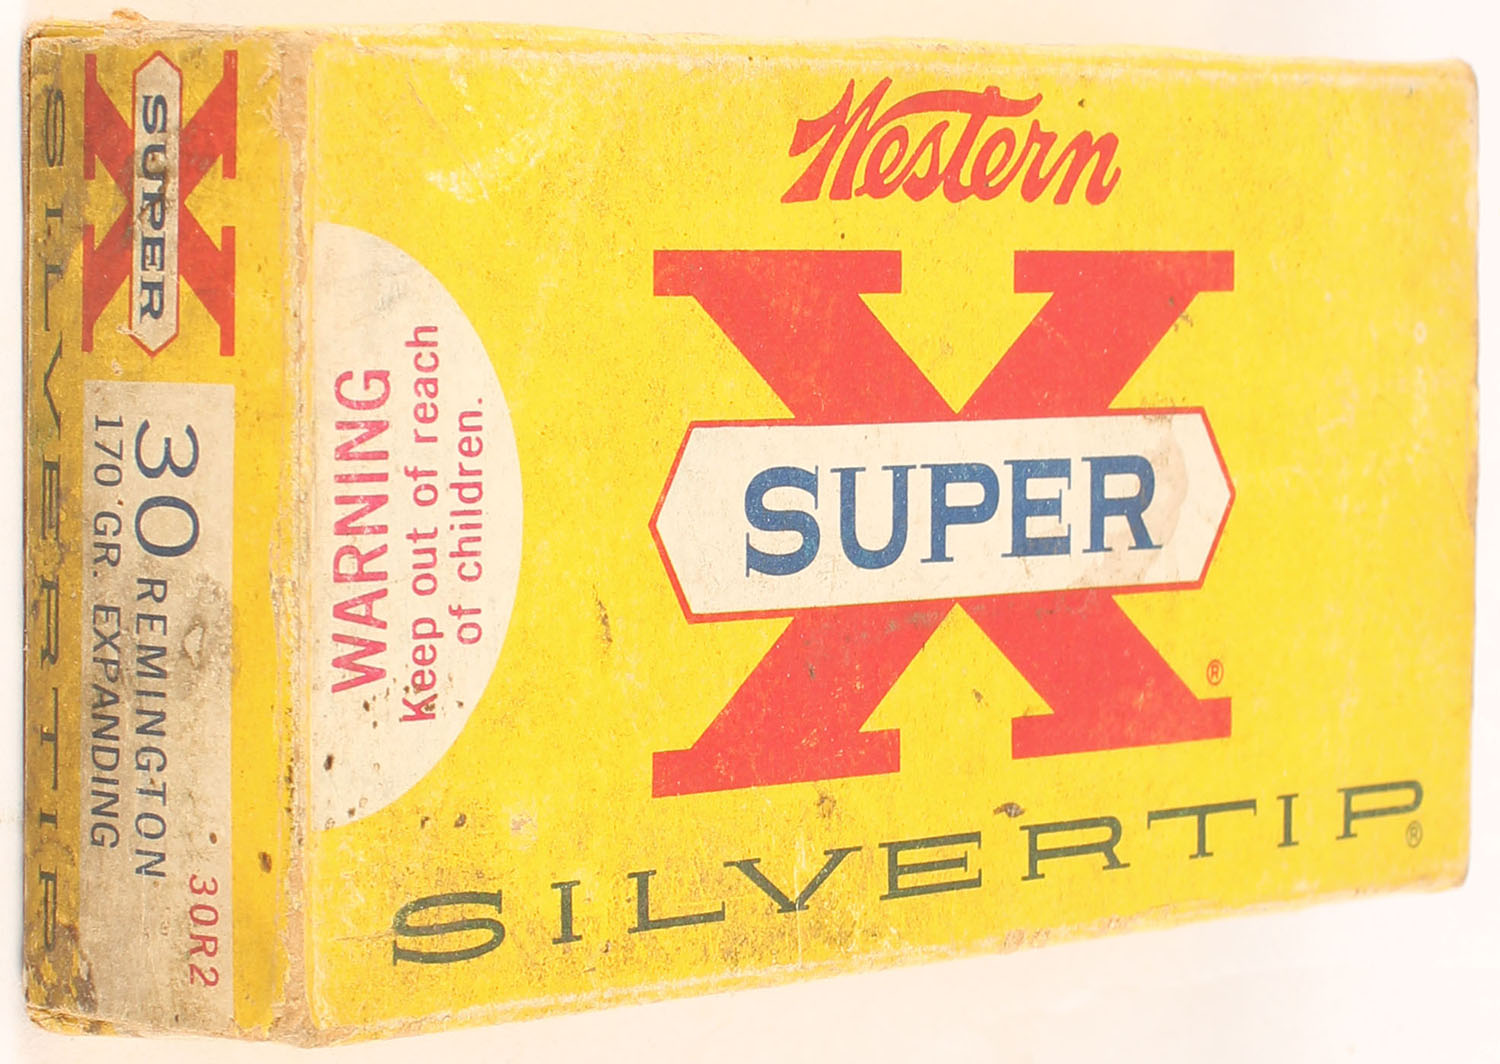 Western
SUPER
X
®
SILVERTIP®
WARNING
Keep out of reach
of children.
SUPER
X
30 REMINGTON
170 GR. EXPANDING
30R2
SILVERTIP